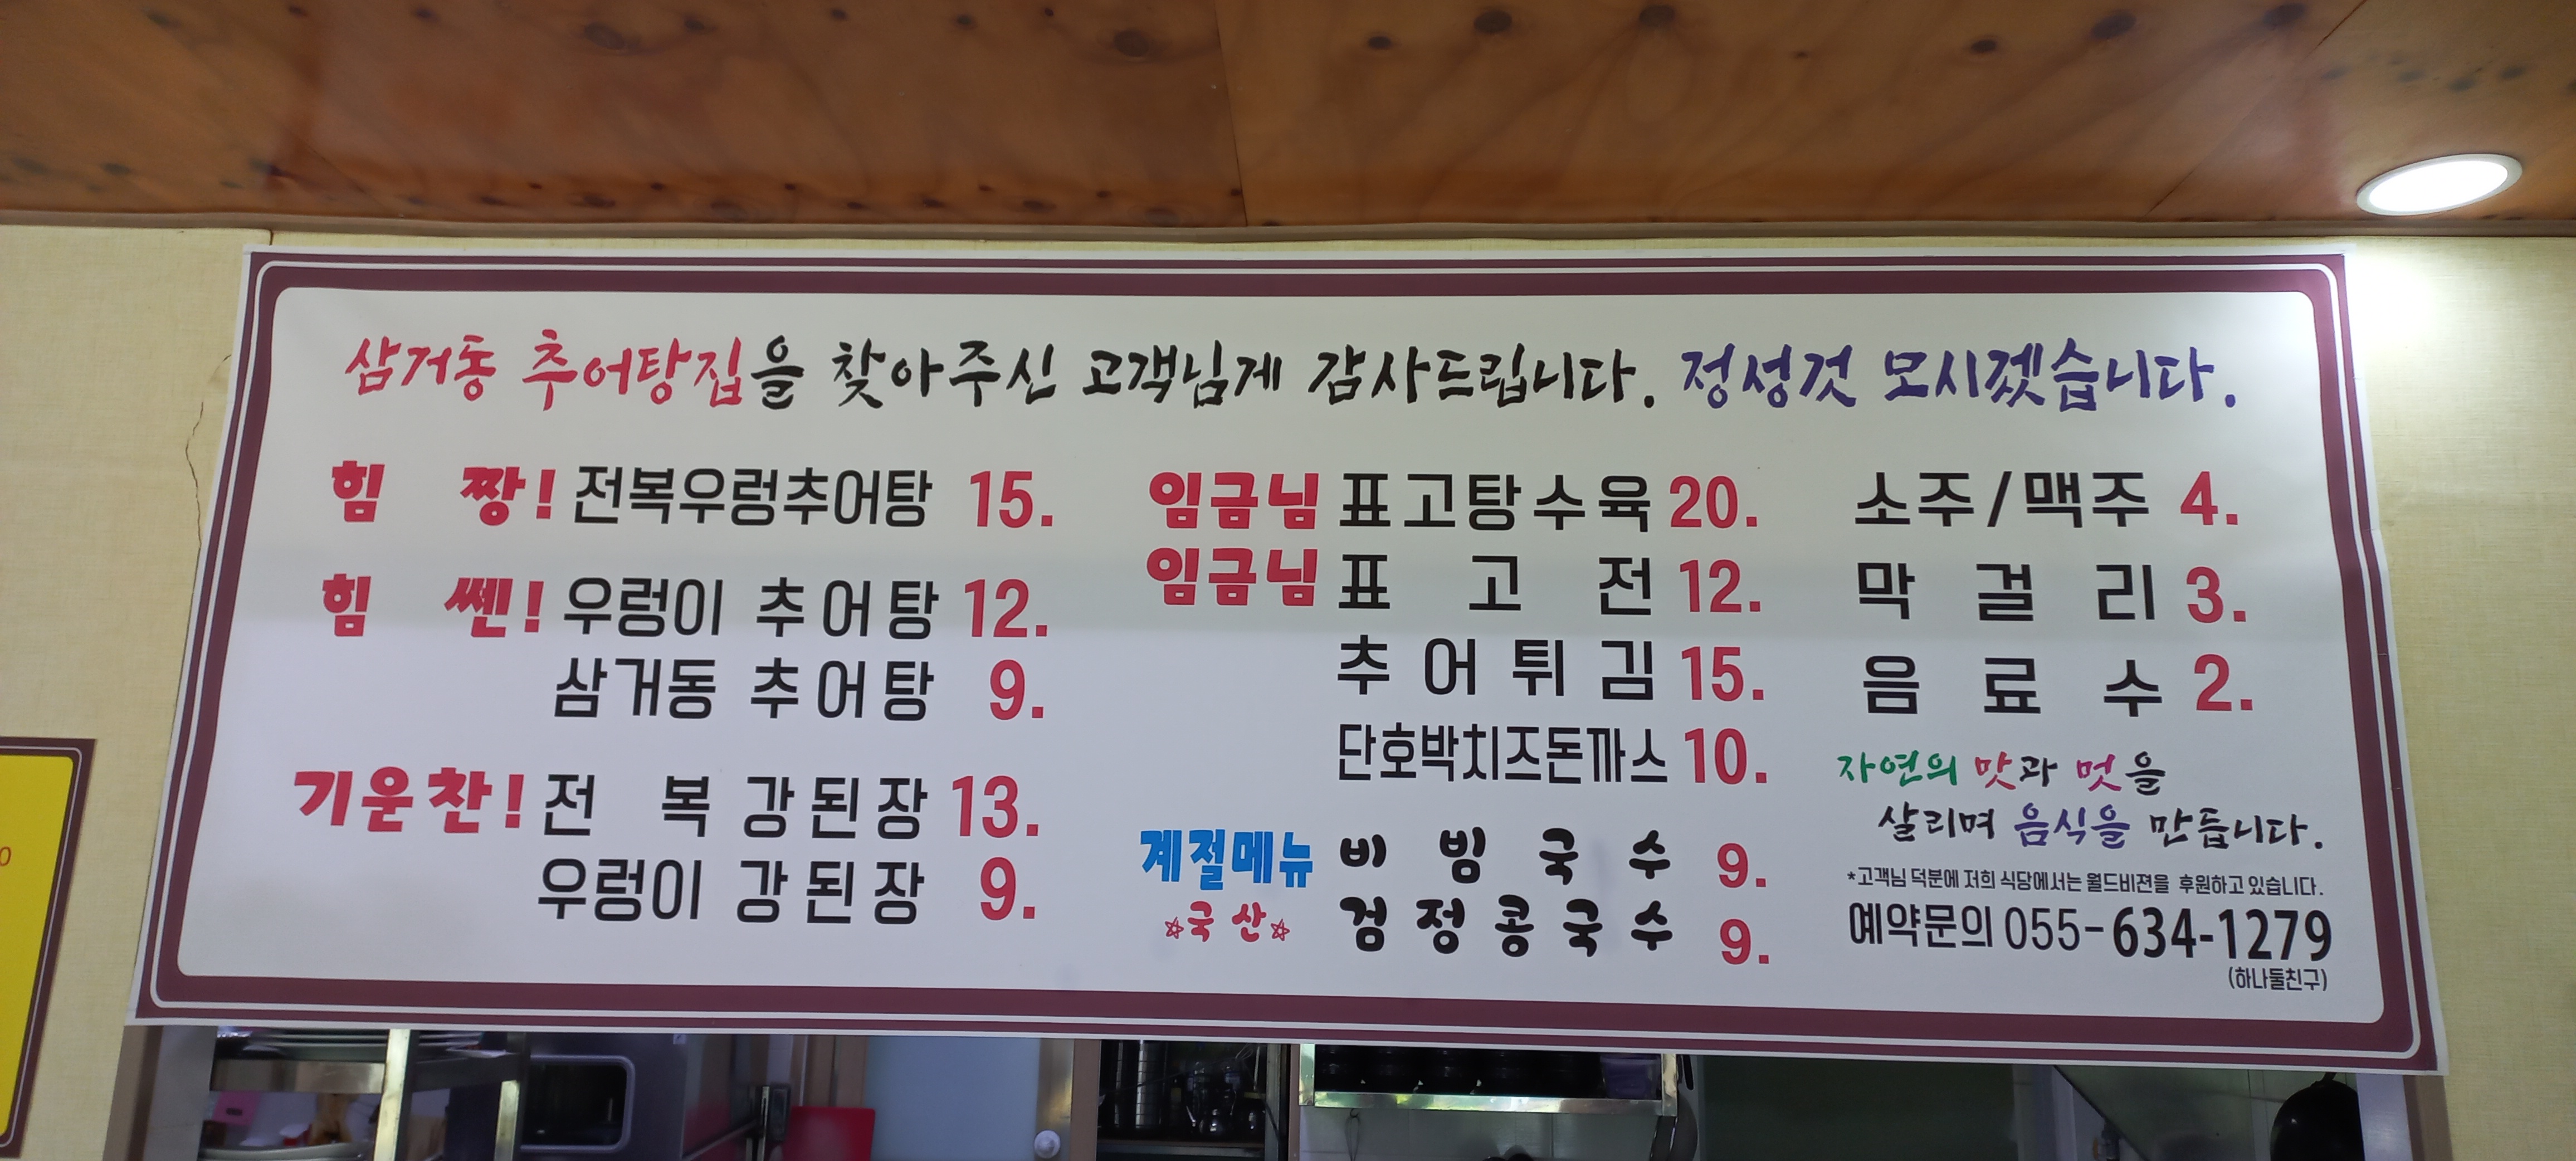 삼거동 추어탕집을 찾아주신 고객님께 감사드립니다. 정성껏 모시겠습니다.
힘 짱! 전복우렁추어탕 15.
힘 쎈! 우렁이 추어탕 12.
삼거동 추어탕 9.
기운찬! 전복 강된장 13.
우렁이 강된장 9.
임금님 표고탕수육 20.
임금님 표고전 12.
추어튀김 15.
단호박치즈돈까스 10.
계절메뉴 비빔국수 9.
☆국산☆ 검정콩국수 9.
소주/맥주 4.
막걸리 3.
음료수 2.
자연의 맛과 멋을
살리며 음식을 만듭니다.
*고객님 덕분에 저희 식당에서는 월드비젼을 후원하고 있습니다.
예약문의 055-634-1279
(하나둘친구)